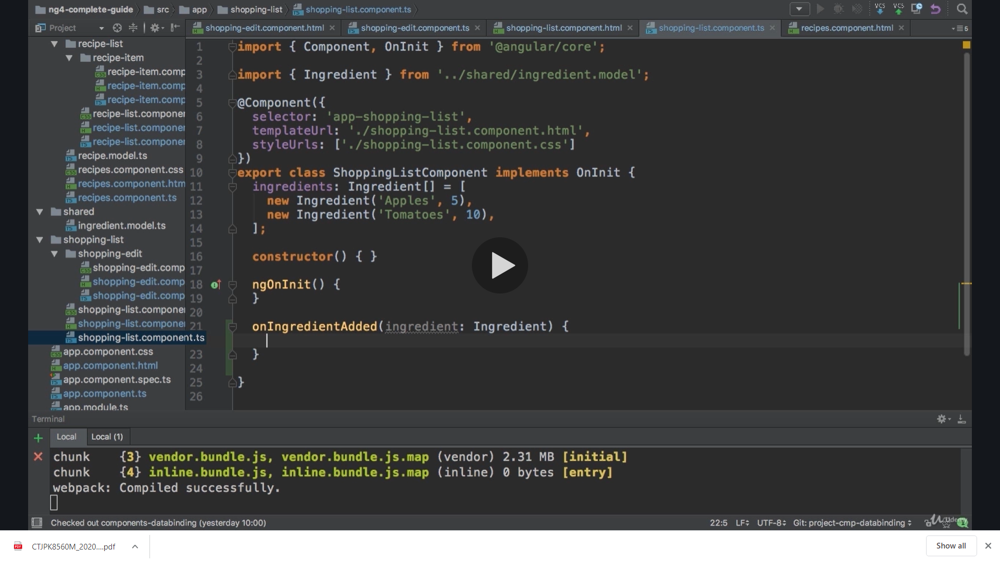 ng4-complete-guide src app shopping-list shopping-list.component.ts
VCS VCS
Project
shopping-edit.component.html shopping-edit.component.ts shopping-list.component.html shopping-list.component.ts recipes.component.html 5
recipe-list
recipe-item
recipe-item.comp
recipe-item.comp
recipe-item.comp
recipe-list.componer
recipe-list.componer
recipe-list.componer
recipe.model.ts
recipes.component.css
recipes.component.htm
recipes.component.ts
shared
ingredient.model.ts
shopping-list
shopping-edit
shopping-edit.comp
shopping-edit.comp
shopping-edit.comp
shopping-list.componer
shopping-list.componer
shopping-list.component.ts
app.component.css
app.component.html
app.component.spec.ts
app.component.ts
app.module.ts
1 import { Component, OnInit } from '@angular/core';
2
3 import { Ingredient } from '../shared/ingredient.model';
4
5 @Component({
6 selector: 'app-shopping-list',
7 templateUrl: './shopping-list.component.html',
8 styleUrls: ['./shopping-list.component.css']
9 })
10 export class ShoppingListComponent implements OnInit {
11 ingredients: Ingredient[] = [
12 new Ingredient('Apples', 5),
13 new Ingredient('Tomatoes', 10),
14 ];
15
16 constructor() { }
17
18 ngOnInit() {
19 }
20
21 onIngredientAdded(ingredient: Ingredient) {
23 }
24
25 }
26
Terminal
Local Local (1)
chunk {3} vendor.bundle.js, vendor.bundle.js.map (vendor) 2.31 MB [initial]
chunk {4} inline.bundle.js, inline.bundle.js.map (inline) 0 bytes [entry]
webpack: Compiled successfully.
Checked out components-databinding (yesterday 10:00) 22:5 LF UTF-8 Git: project-cmp-databinding Udemy
CTJPK8560M_2020....pdf Show all